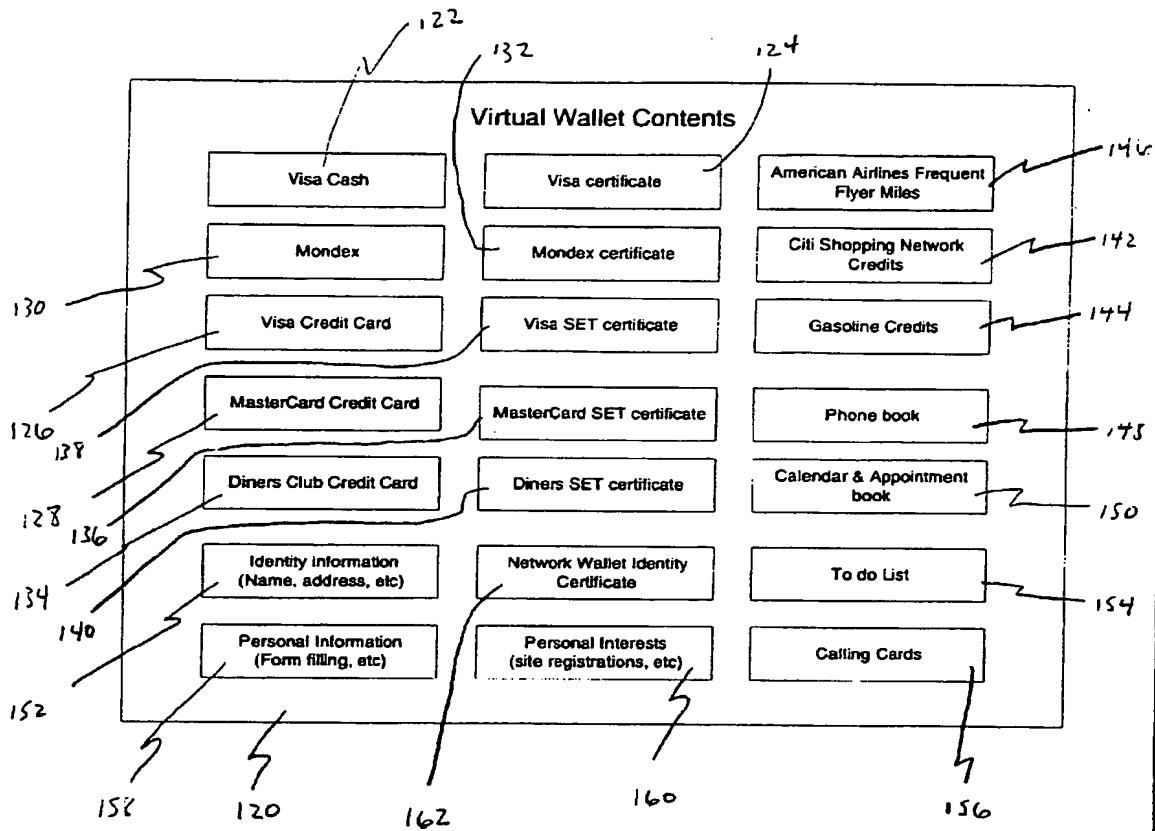 122
132
124
Virtual Wallet Contents
Visa Cash
Visa certificate
American Airlines Frequent
Flyer Miles
146
Mondex
Mondex certificate
Citi Shopping Network
Credits
142
130
Visa Credit Card
Visa SET certificate
Gasoline Credits
144
126
138
MasterCard Credit Card
MasterCard SET certificate
Phone book
148
128
136
Diners Club Credit Card
Diners SET certificate
Calendar & Appointment
book
150
134
140
Identity information
(Name, address, etc)
Network Wallet Identity
Certificate
To do List
154
152
Personal Information
(Form filling, etc)
Personal Interests
(site registrations, etc)
Calling Cards
158
120
162
160
156